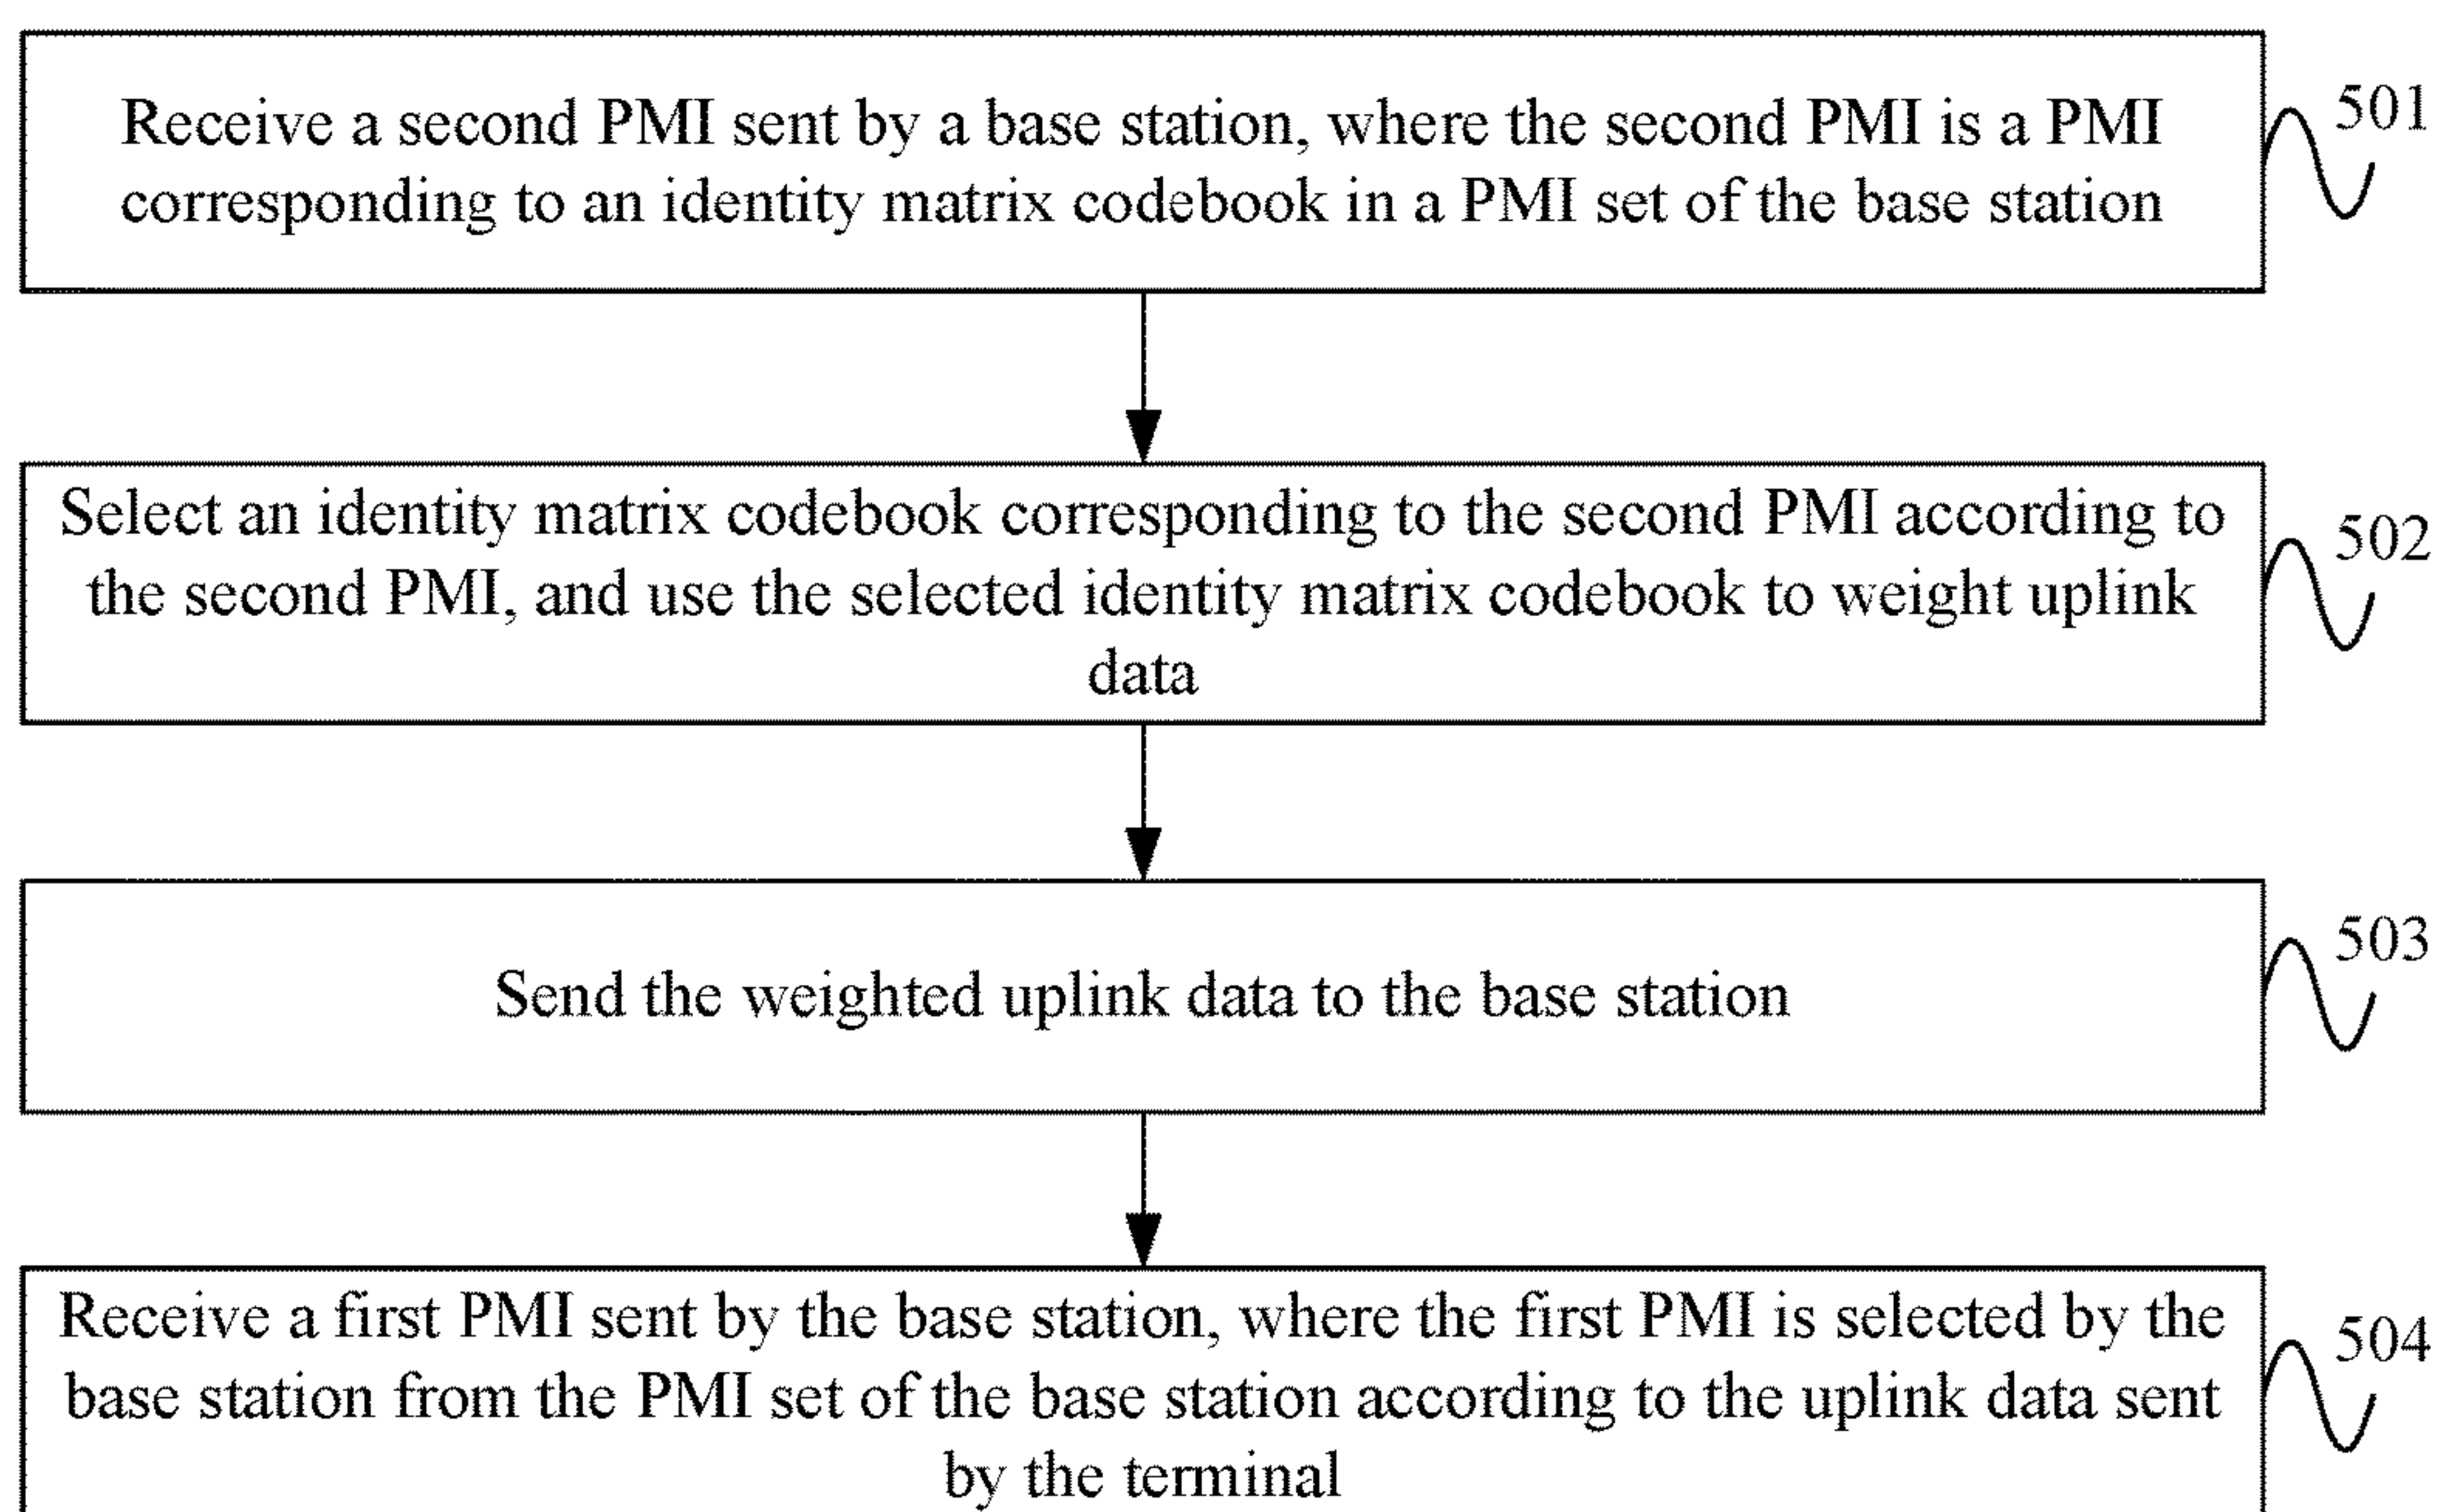 Receive a second PMI sent by a base station, where the second PMI is a PMI
corresponding to an identity matrix codebook in a PMI set of the base station
501
Select an identity matrix codebook corresponding to the second PMI according to
the second PMI, and use the selected identity matrix codebook to weight uplink
data
502
Send the weighted uplink data to the base station
503
Receive a first PMI sent by the base station, where the first PMI is selected by the
base station from the PMI set of the base station according to the uplink data sent
by the terminal
504